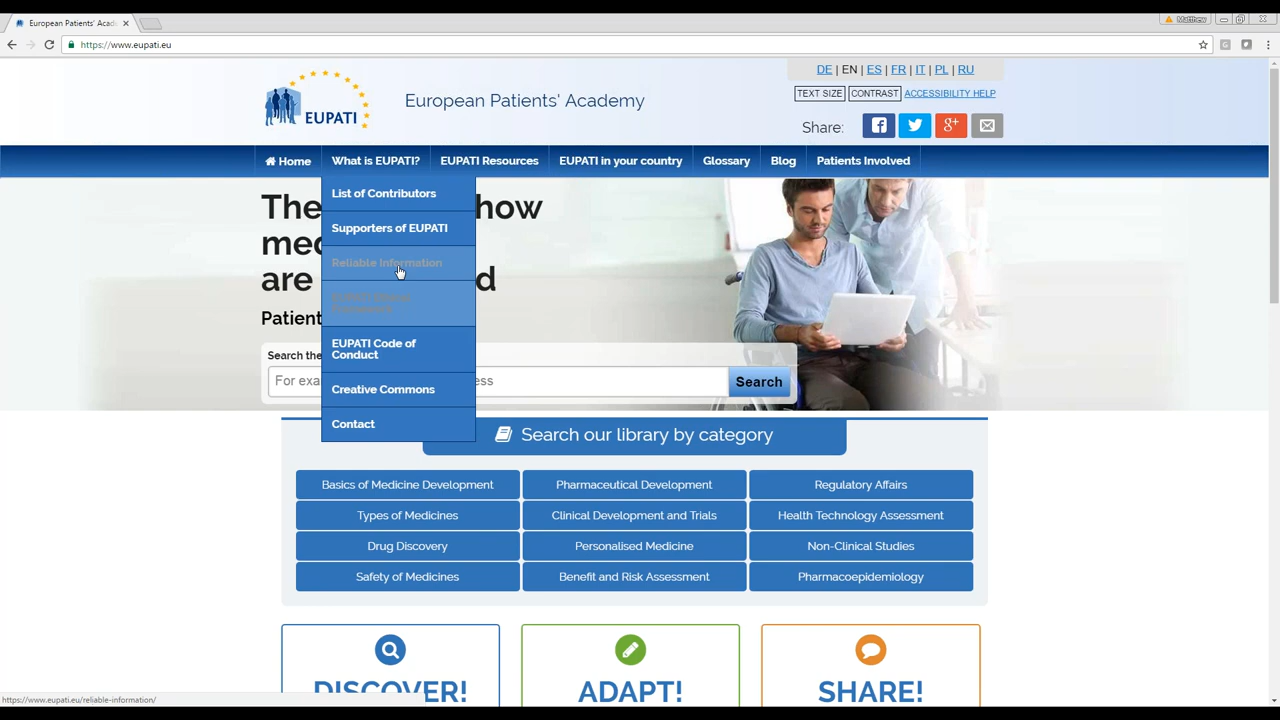 European Patients' Acad
Matthew
https://www.eupati.eu
DE | EN | ES | FR | IT | PL | RU
TEXT SIZE CONTRAST ACCESSIBILITY HELP
EUPATI
European Patients' Academy
Share:
Home What is EUPATI? EUPATI Resources EUPATI in your country Glossary Blog Patients Involved
List of Contributors
Supporters of EUPATI
Reliable Information
EUPATI Code of
Conduct
Creative Commons
Contact
The how
med
are d
Patient
Search the
For exa ess
Search
Search our library by category
Basics of Medicine Development Pharmaceutical Development Regulatory Affairs
Types of Medicines Clinical Development and Trials Health Technology Assessment
Drug Discovery Personalised Medicine Non-Clinical Studies
Safety of Medicines Benefit and Risk Assessment Pharmacoepidemiology
DISCOVER! ADAPT! SHARE!
https://www.eupati.eu/reliable-information/